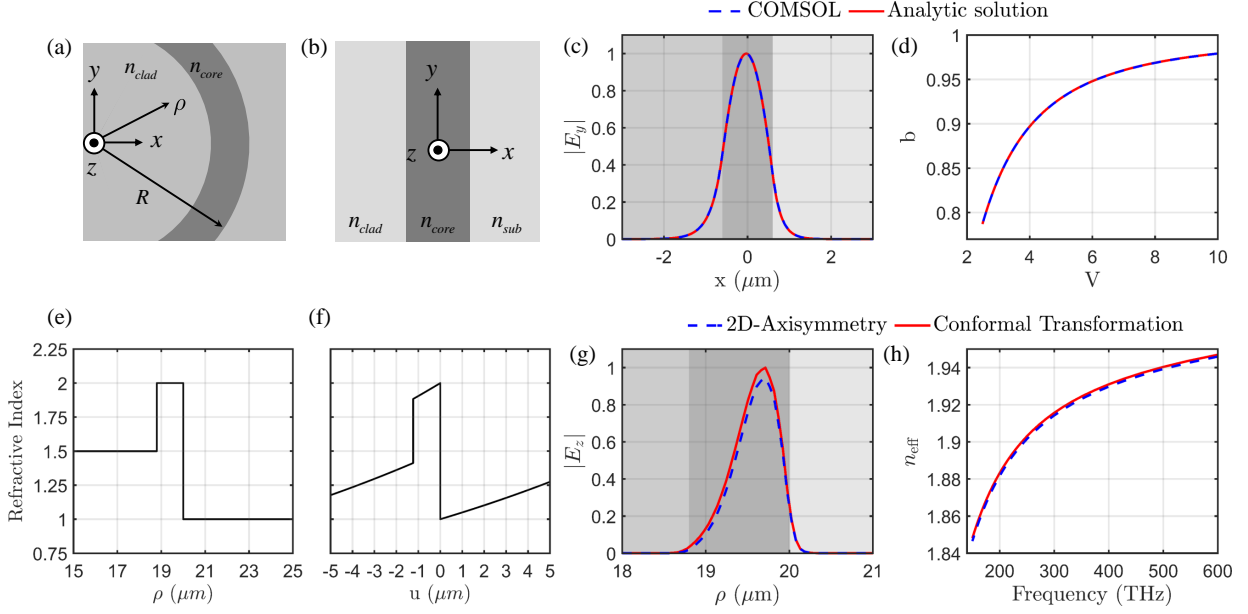 COMSOL Analytic solution
(a)
n_clad n_core
y
ρ
x
z
R
(b)
y
z x
n_clad n_core n_sub
(c)
|E_y|
1
0.8
0.6
0.4
0.2
0
-2 0 2
x (μm)
(d)
b
0.95
0.9
0.85
0.8
2 4 6 8 10
V
2D-Axisymmetry Conformal Transformation
(e)
Refractive Index
2.25
2
1.75
1.5
1.25
1
0.75
15 17 19 21 23 25
ρ (μm)
(f)
-5 -4 -3 -2 -1 0 1 2 3 4 5
u (μm)
(g)
|E_z|
1
0.8
0.6
0.4
0.2
0
18 19 20 21
ρ (μm)
(h)
n_eff
1.94
1.92
1.9
1.88
1.86
1.84
200 300 400 500 600
Frequency (THz)